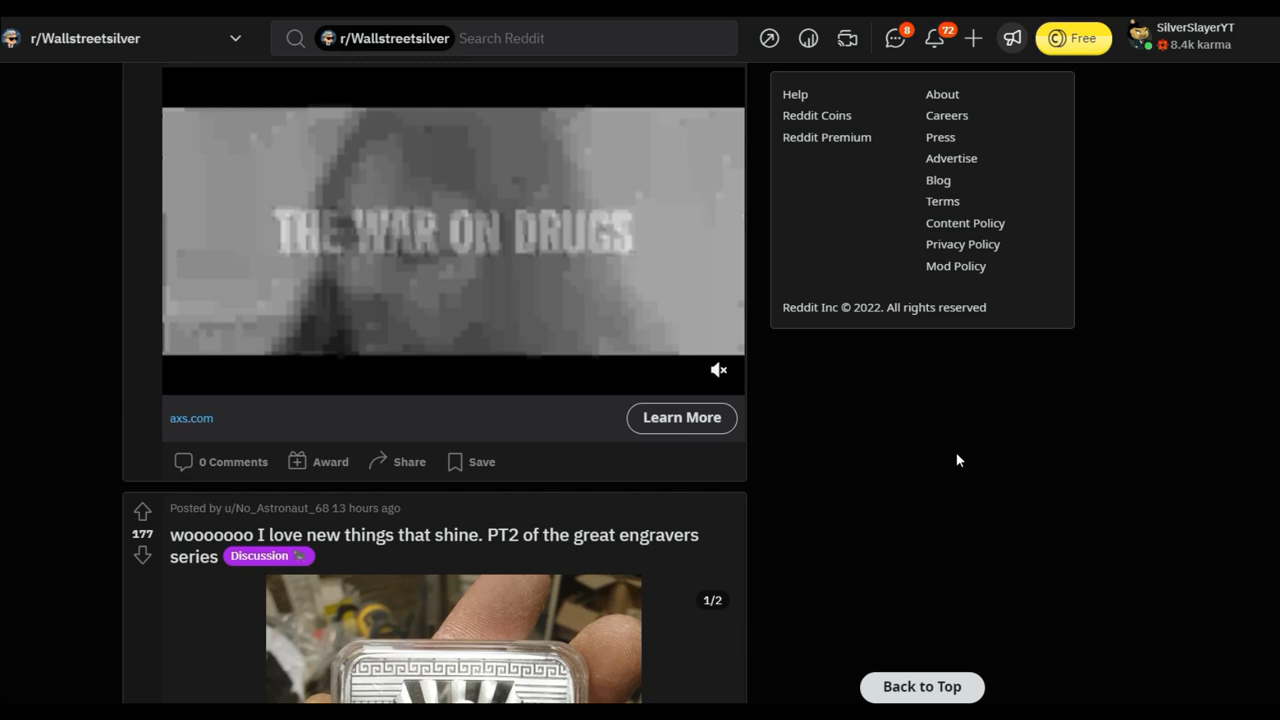 r/Wallstreetsilver
r/Wallstreetsilver Search Reddit
8
72
Free
SilverSlayerYT
8.4k karma
THE WAR ON DRUGS
axs.com
Learn More
0 Comments
Award
Share
Save
Posted by u/No_Astronaut_68 13 hours ago
177
wooooooo I love new things that shine. PT2 of the great engravers
series Discussion
1/2
Help
Reddit Coins
Reddit Premium
About
Careers
Press
Advertise
Blog
Terms
Content Policy
Privacy Policy
Mod Policy
Reddit Inc © 2022. All rights reserved
Back to Top